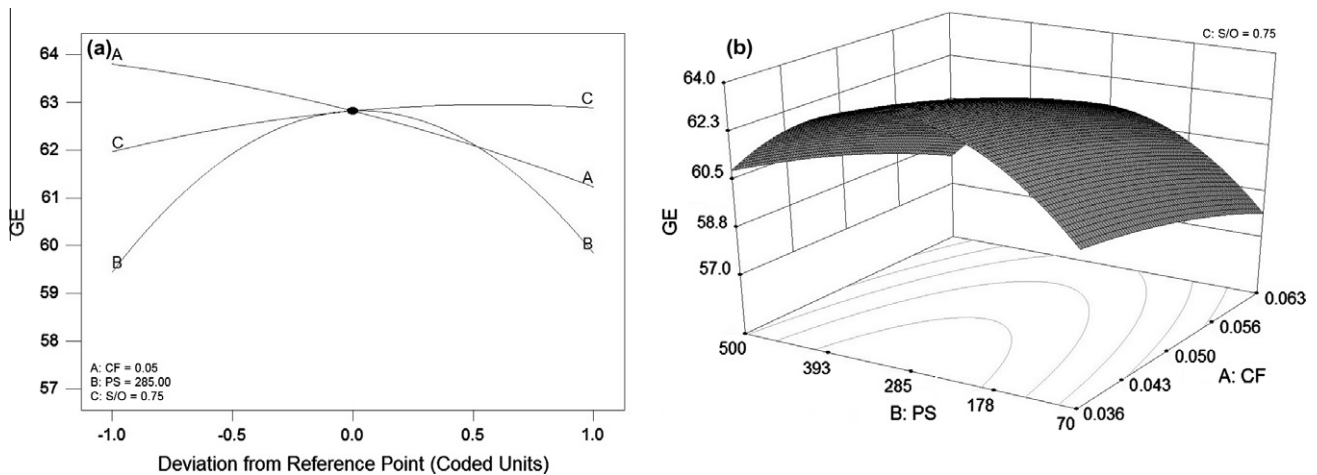 (a)
A
64
63
C
62
C
61
A
60
B
B
59
58
57
GE
A: CF = 0.05
B: PS = 285.00
C: S/O = 0.75
-1.0 -0.5 0.0 0.5 1.0
Deviation from Reference Point (Coded Units)
(b)
C: S/O = 0.75
64.0
62.3
60.5
58.8
57.0
GE
500
393
285
178
70
B: PS
0.063
0.056
0.050
0.043
0.036
A: CF